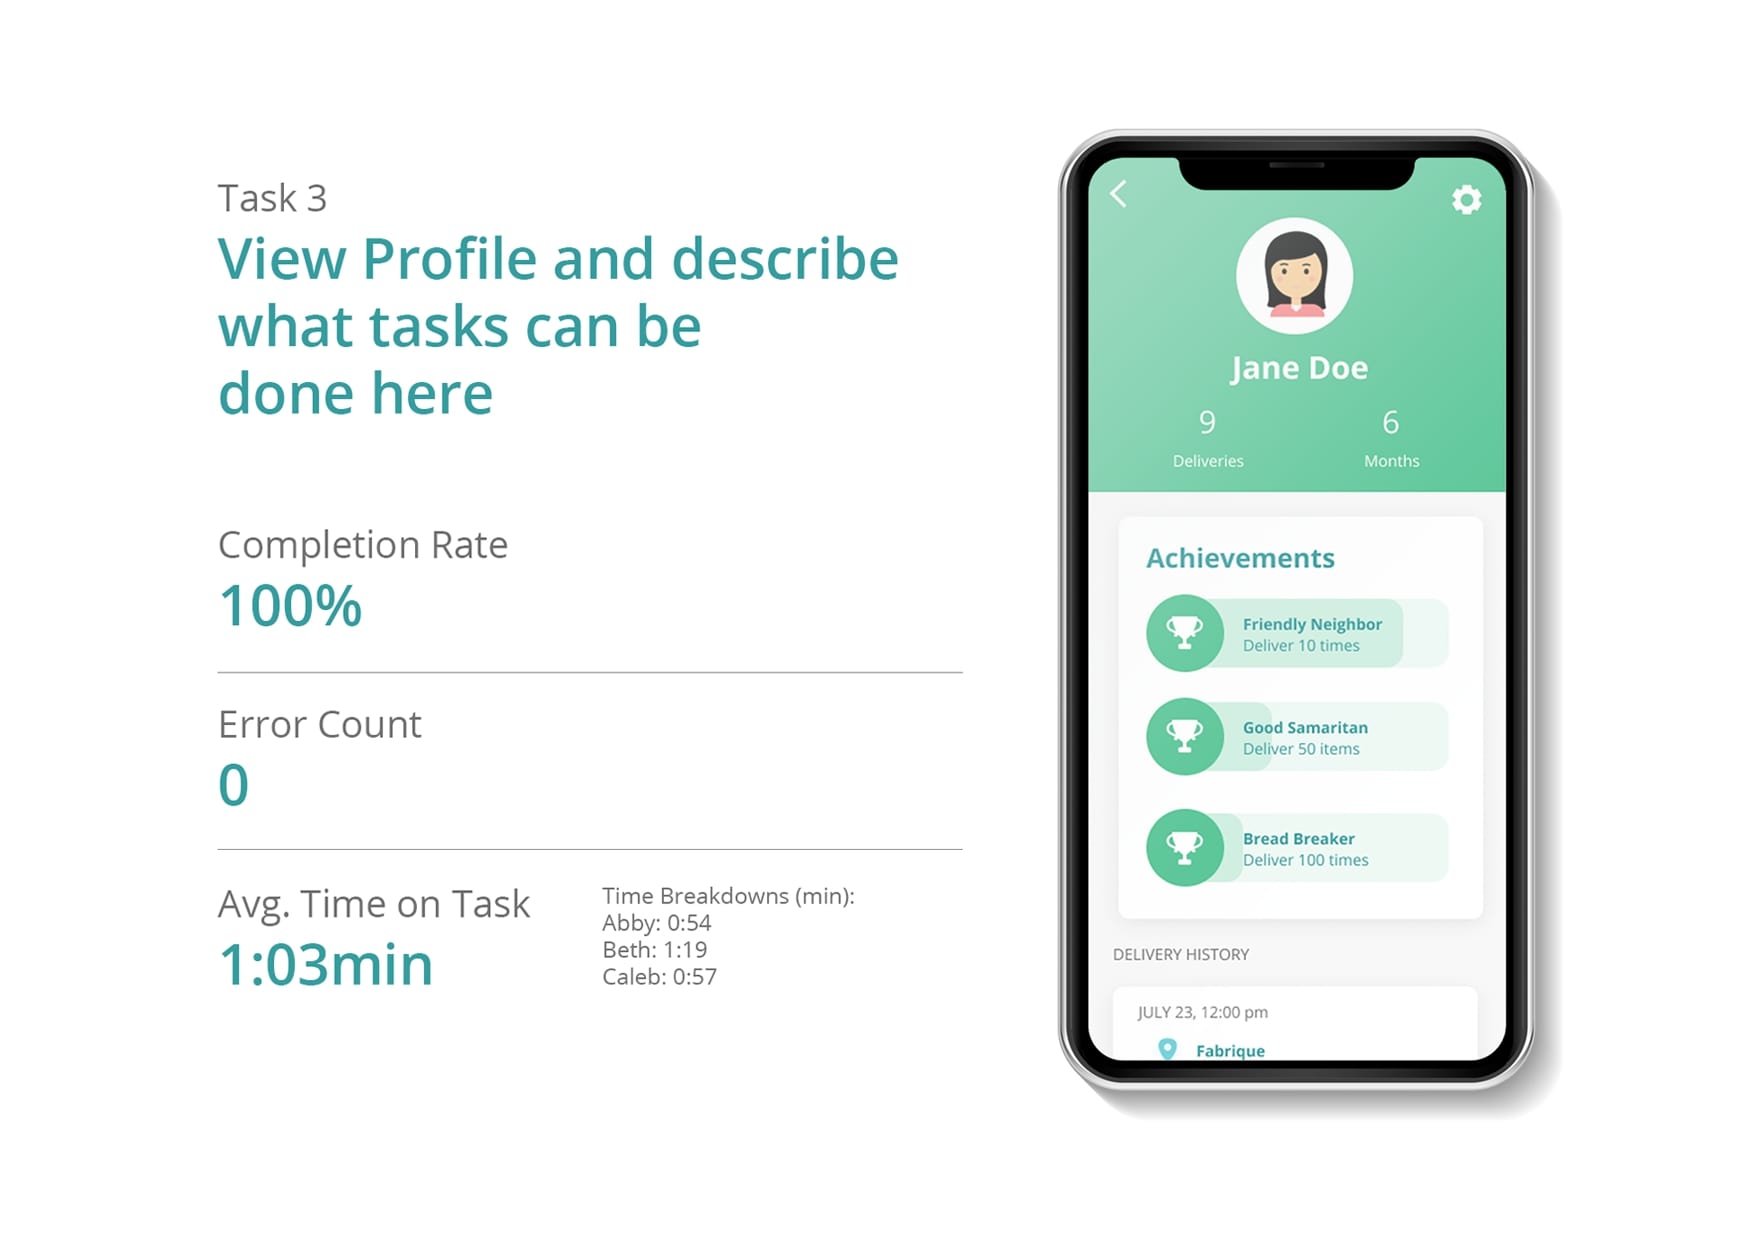 Task 3
View Profile and describe
what tasks can be
done here
Completion Rate
100%
Error Count
0
Avg. Time on Task
1:03min
Time Breakdowns (min):
Abby: 0:54
Beth: 1:19
Caleb: 0:57
Jane Doe
9
Deliveries
6
Months
Achievements
Friendly Neighbor
Deliver 10 times
Good Samaritan
Deliver 50 items
Bread Breaker
Deliver 100 times
DELIVERY HISTORY
JULY 23, 12:00 pm
Fabrique